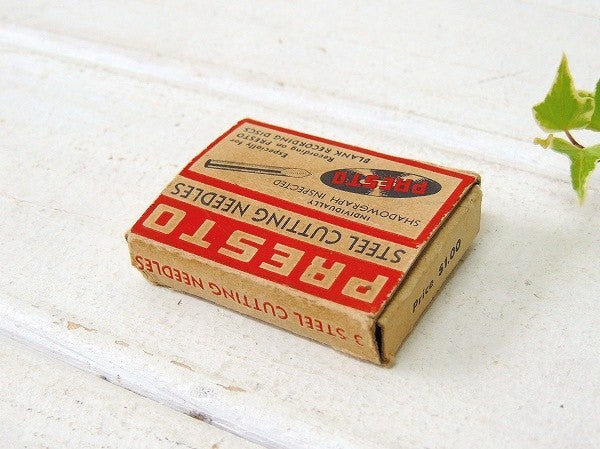 PRESTO
STEEL CUTTING NEEDLES
INDIVIDUALLY
SHADOWGRAPH INSPECTED
PRESTO
Especially for
Recording on PRESTO
BLANK RECORDING DISCS
3 STEEL CUTTING NEEDLES
Price $1.00